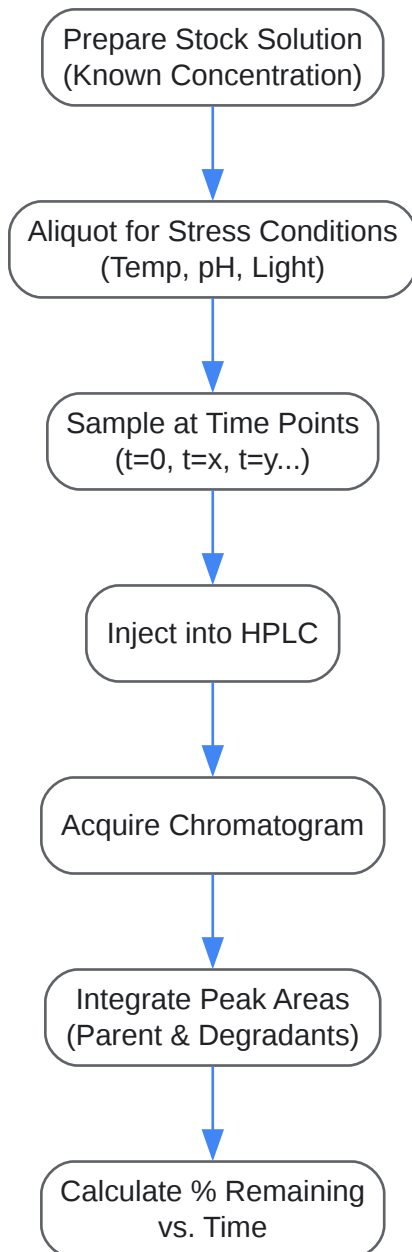 Prepare Stock Solution
(Known Concentration)
Aliquot for Stress Conditions
(Temp, pH, Light)
Sample at Time Points
(t=0, t=x, t=y...)
Inject into HPLC
Acquire Chromatogram
Integrate Peak Areas
(Parent & Degradants)
Calculate % Remaining
vs. Time